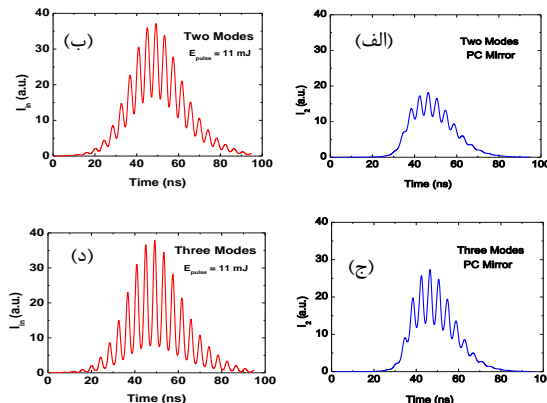 (ب)
Two Modes
E_pulse = 11 mJ
I_in (a.u.)
40
30
20
10
0
0 20 40 60 80 100
Time (ns)
(الف)
Two Modes
PC Mirror
I_2 (a.u.)
40
30
20
10
0
0 20 40 60 80 100
Time (ns)
(د)
Three Modes
E_pulse = 11 mJ
I_in (a.u.)
40
30
20
10
0
0 20 40 60 80 100
Time (ns)
(ج)
Three Modes
PC Mirror
I_2 (a.u.)
40
30
20
10
0
0 20 40 60 80 100
Time (ns)